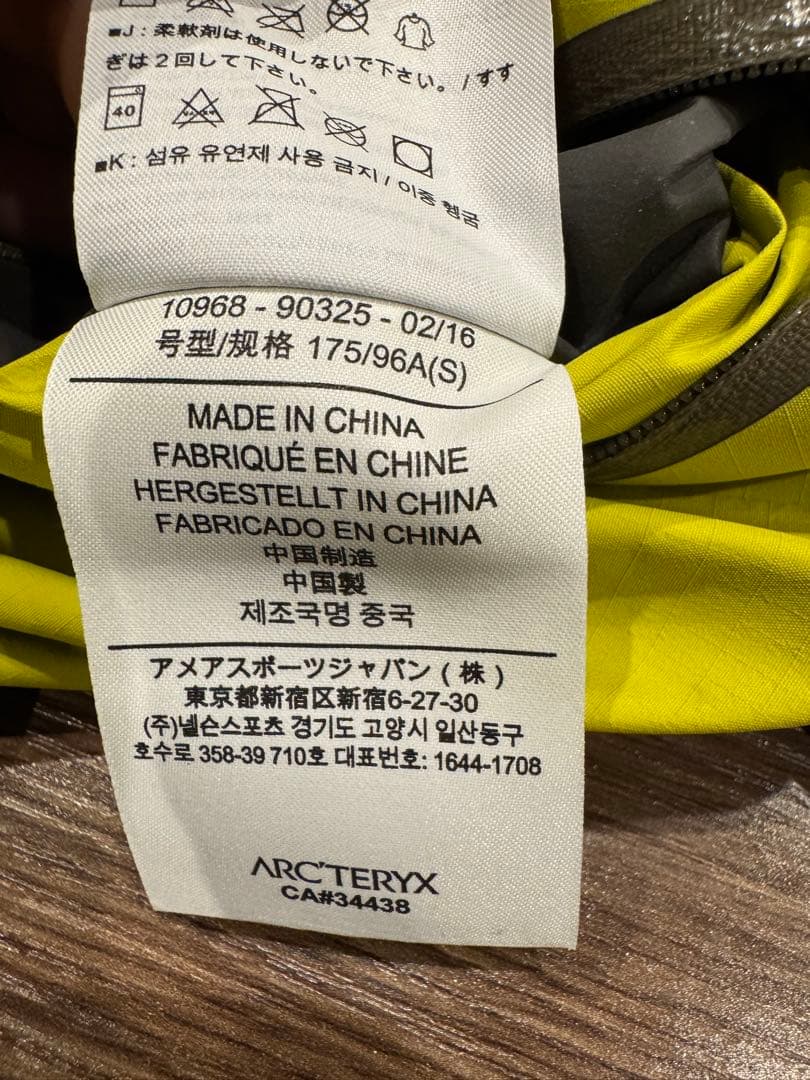 ■J : 柔軟剤は使用しないで下さい。/ すす
ぎは2回して下さい。
40
■K : 섬유 유연제 사용 금지 / 이중 헹굼
10968 - 90325 - 02/16
号型/规格 175/96A(S)
MADE IN CHINA
FABRIQUÉ EN CHINE
HERGESTELLT IN CHINA
FABRICADO EN CHINA
中国制造
中国製
제조국명 중국
アメアスポーツジャパン ( 株 )
東京都新宿区新宿6-27-30
(주)넬슨스포츠 경기도 고양시 일산동구
호수로 358-39 710호 대표번호: 1644-1708
ARC'TERYX
CA#34438